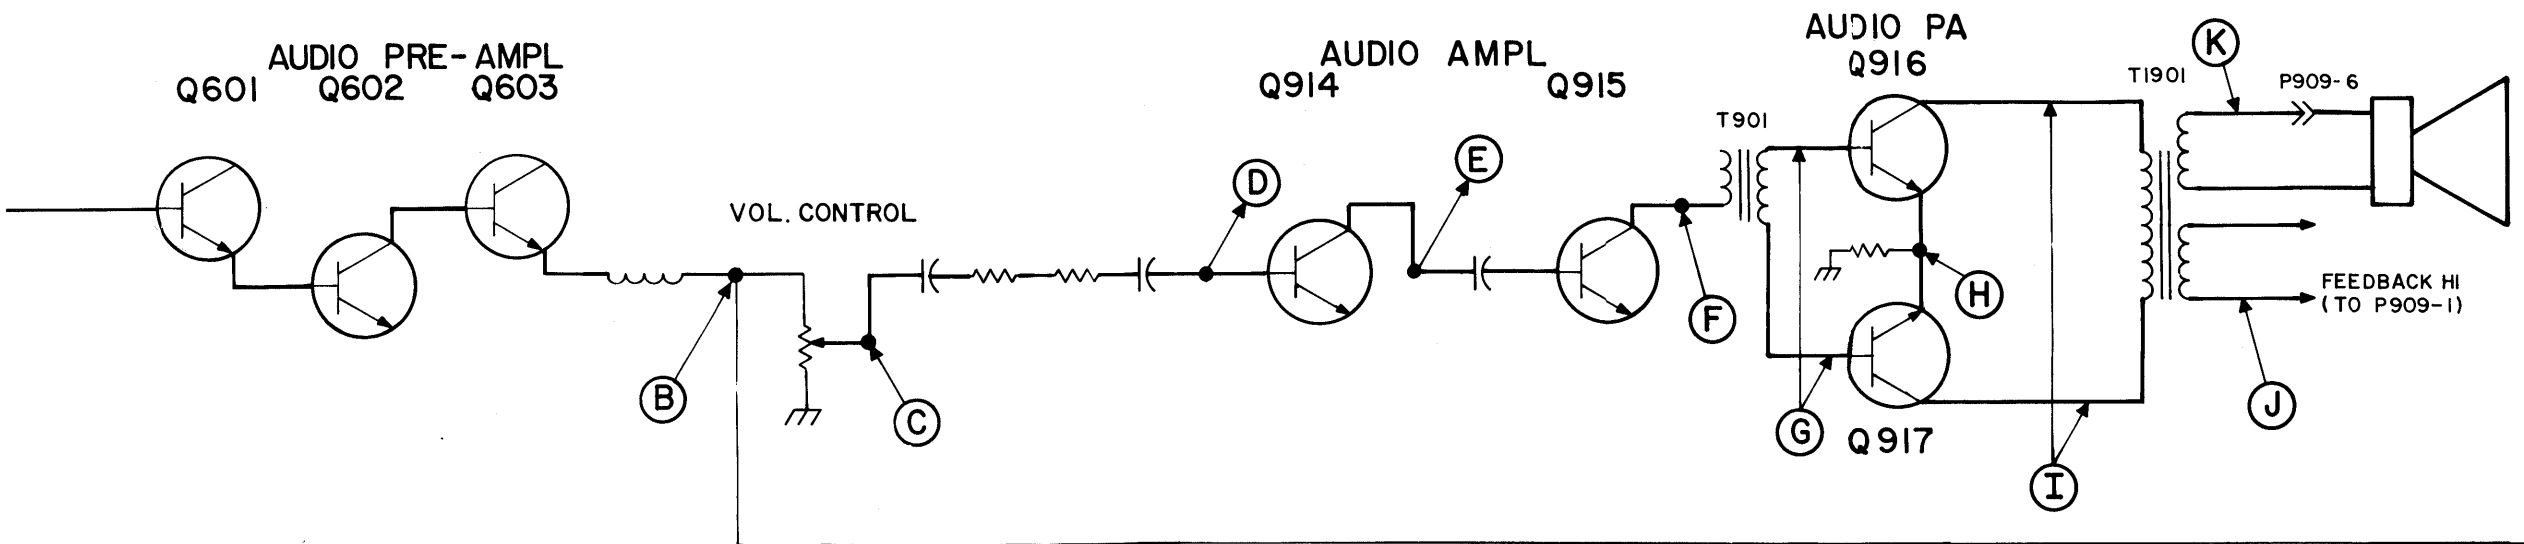 AUDIO PRE-AMPL
Q601 Q602 Q603
VOL. CONTROL
B
C
D
AUDIO AMPL
Q914 Q915
E
F
T901
AUDIO PA
Q916
G
Q917
H
I
T1901
K
P909-6
FEEDBACK HI
(TO P909-1)
J